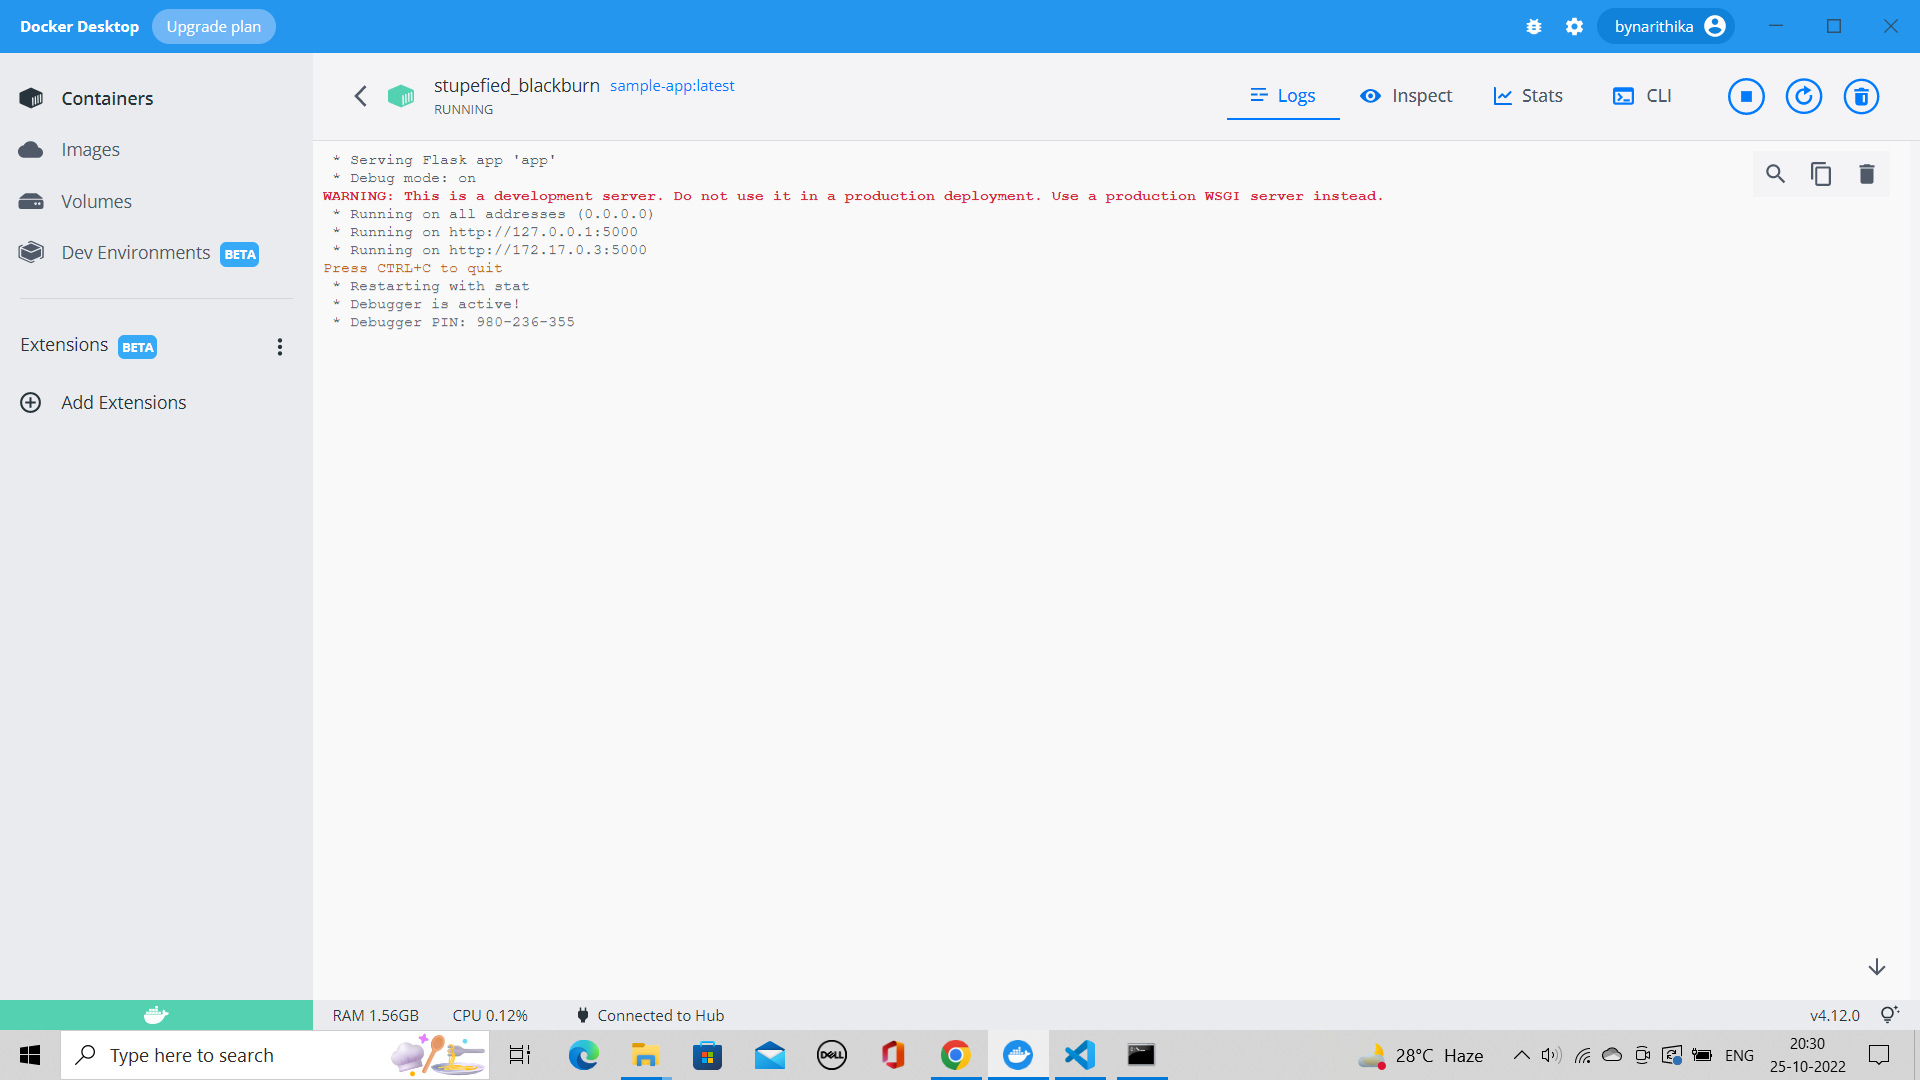 Docker Desktop Upgrade plan bynarithika
Containers
Images
Volumes
Dev Environments BETA
Extensions BETA
Add Extensions
stupefied_blackburn sample-app:latest
RUNNING
Logs Inspect Stats CLI
* Serving Flask app 'app'
* Debug mode: on
WARNING: This is a development server. Do not use it in a production deployment. Use a production WSGI server instead.
* Running on all addresses (0.0.0.0)
* Running on http://127.0.0.1:5000
* Running on http://172.17.0.3:5000
Press CTRL+C to quit
* Restarting with stat
* Debugger is active!
* Debugger PIN: 980-236-355
RAM 1.56GB CPU 0.12% Connected to Hub v4.12.0
Type here to search DELL 28°C Haze ENG 20:30
25-10-2022